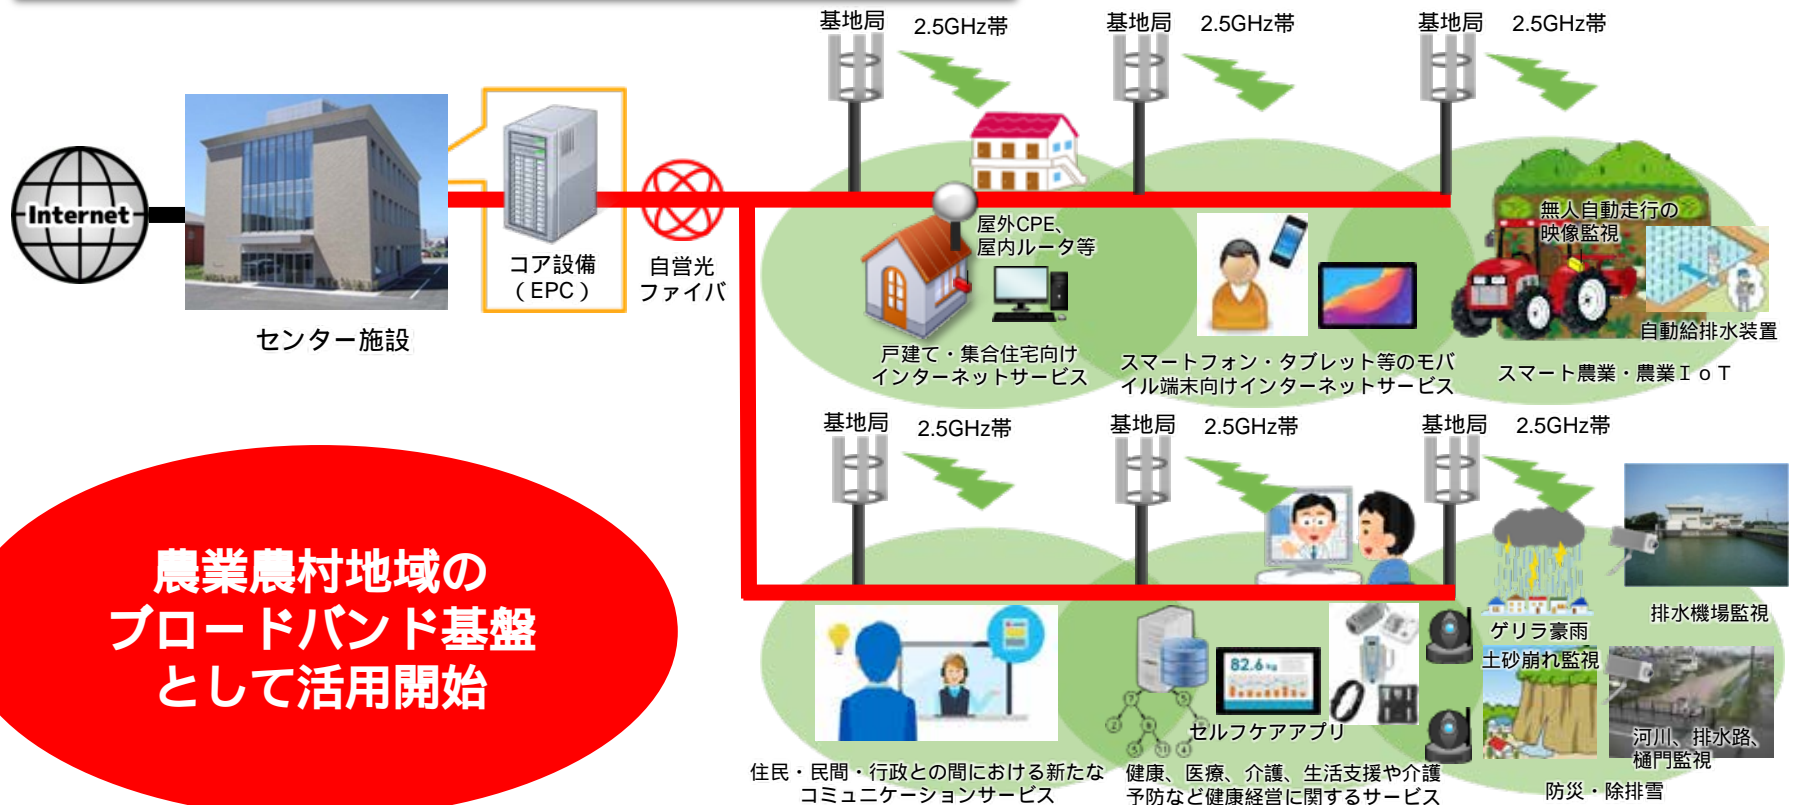 基地局
2.5GHz帯
基地局
2.5GHz帯
基地局
2.5GHz帯
Internet
センター施設
コア設備
(EPC)
自営光
ファイバ
屋外CPE、
屋内ルータ等
戸建て・集合住宅向け
インターネットサービス
スマートフォン・タブレット等のモバ
イル端末向けインターネットサービス
無人自動走行の
映像監視
自動給排水装置
スマート農業・農業IoT
基地局
2.5GHz帯
基地局
2.5GHz帯
基地局
2.5GHz帯
農業農村地域の
ブロードバンド基盤
として活用開始
住民・民間・行政との間における新たな
コミュニケーションサービス
82.6 kg
セルフケアアプリ
健康、医療、介護、生活支援や介護
予防など健康経営に関するサービス
ゲリラ豪雨
土砂崩れ監視
排水機場監視
河川、排水路、
樋門監視
防災・除排雪